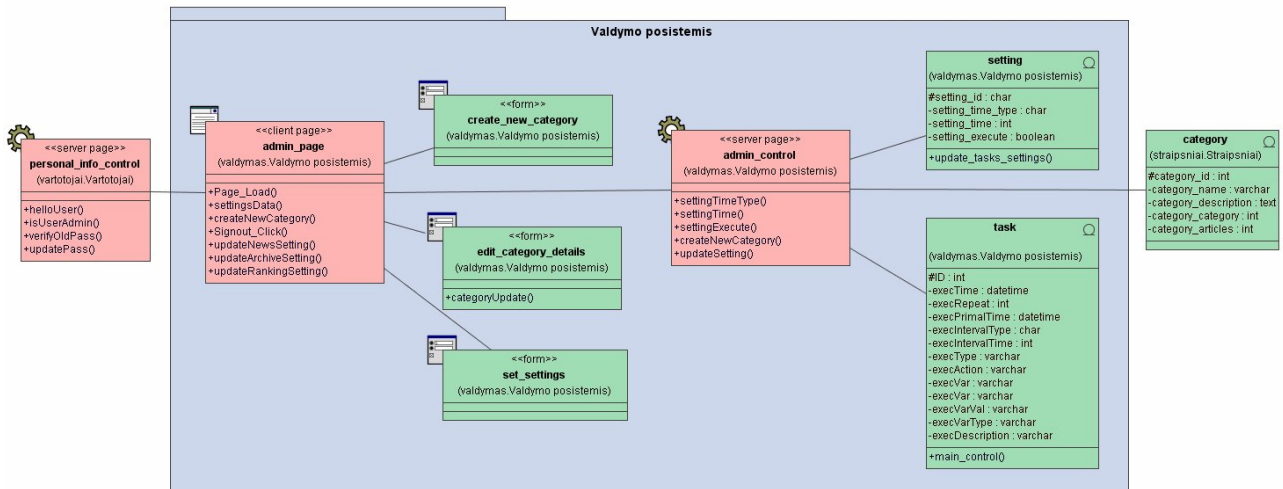 Valdymo posistemis
<<server page>>
personal_info_control
(vartotojai.Vartotojai)
+helloUser()
+isUserAdmin()
+verifyOldPass()
+updatePass()
<<client page>>
admin_page
(valdymas.Valdymo posistemis)
+Page_Load()
+settingsData()
+createNewCategory()
+Signout_Click()
+updateNewsSetting()
+updateArchiveSetting()
+updateRankingSetting()
<<form>>
create_new_category
(valdymas.Valdymo posistemis)
<<form>>
edit_category_details
(valdymas.Valdymo posistemis)
+categoryUpdate()
<<form>>
set_settings
(valdymas.Valdymo posistemis)
<<server page>>
admin_control
(valdymas.Valdymo posistemis)
+settingTimeType()
+settingTime()
+settingExecute()
+createNewCategory()
+updateSetting()
setting
(valdymas.Valdymo posistemis)
#setting_id : char
-setting_time_type : char
-setting_time : int
-setting_execute : boolean
+update_tasks_settings()
task
(valdymas.Valdymo posistemis)
#ID : int
-execTime : datetime
-execRepeat : int
-execPrimalTime : datetime
-execIntervalType : char
-execIntervalTime : int
-execType : varchar
-execAction : varchar
-execVar : varchar
-execVar : varchar
-execVarVal : varchar
-execVarType : varchar
-execDescription : varchar
+main_control()
category
(straipsniai.Straipsniai)
#category_id : int
-category_name : varchar
-category_description : text
-category_category : int
-category_articles : int